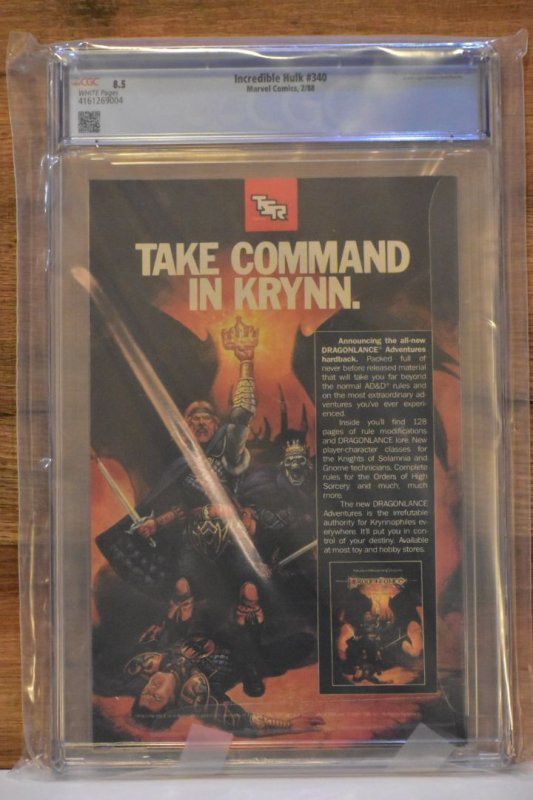 CGC
8.5
WHITE Pages
4161269004
Incredible Hulk #340
Marvel Comics, 2/88
TSR
TAKE COMMAND
IN KRYNN.
Announcing the all-new
DRAGONLANCE® Adventures
hardback. Packed full of
never before released material
that will take you far beyond
the normal AD&D® rules and
on the most extraordinary ad-
ventures you've ever experi-
enced.
Inside you'll find 128
pages of rule modifications
and DRAGONLANCE lore. New
player-character classes for
the Knights of Solamnia and
Gnome technicians. Complete
rules for the Orders of High
Sorcery and much, much
more.
The new DRAGONLANCE
Adventures is the irrefutable
authority for Krynnophiles ev-
erywhere. It'll put you in con-
trol of your destiny. Available
at most toy and hobby stores.